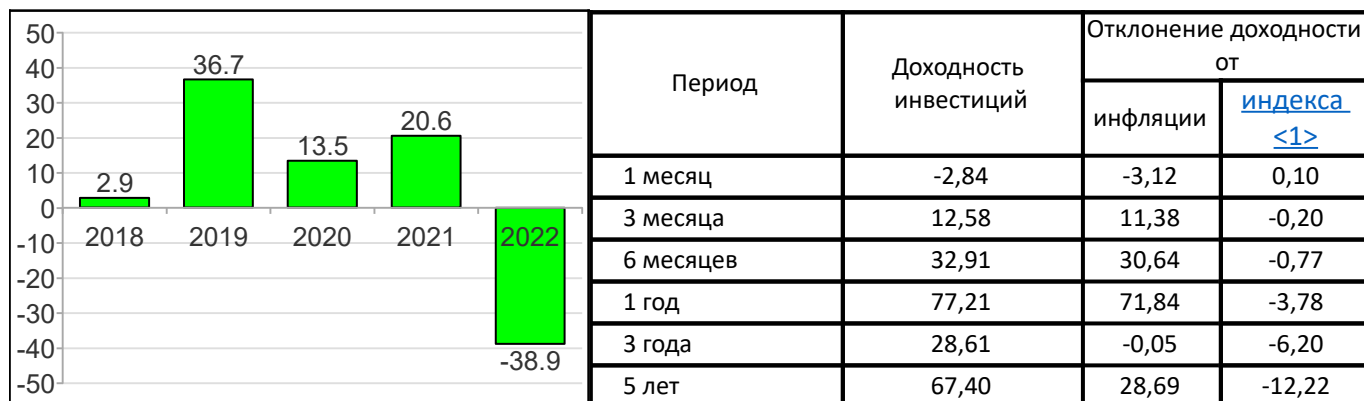 50
40
30
20
10
0
-10
-20
-30
-40
-50
2.9
36.7
13.5
20.6
-38.9
2018
2019
2020
2021
2022
Период
Доходность
инвестиций
Отклонение доходности
от
инфляции
индекса
<1>
1 месяц -2,84 -3,12 0,10
3 месяца 12,58 11,38 -0,20
6 месяцев 32,91 30,64 -0,77
1 год 77,21 71,84 -3,78
3 года 28,61 -0,05 -6,20
5 лет 67,40 28,69 -12,22